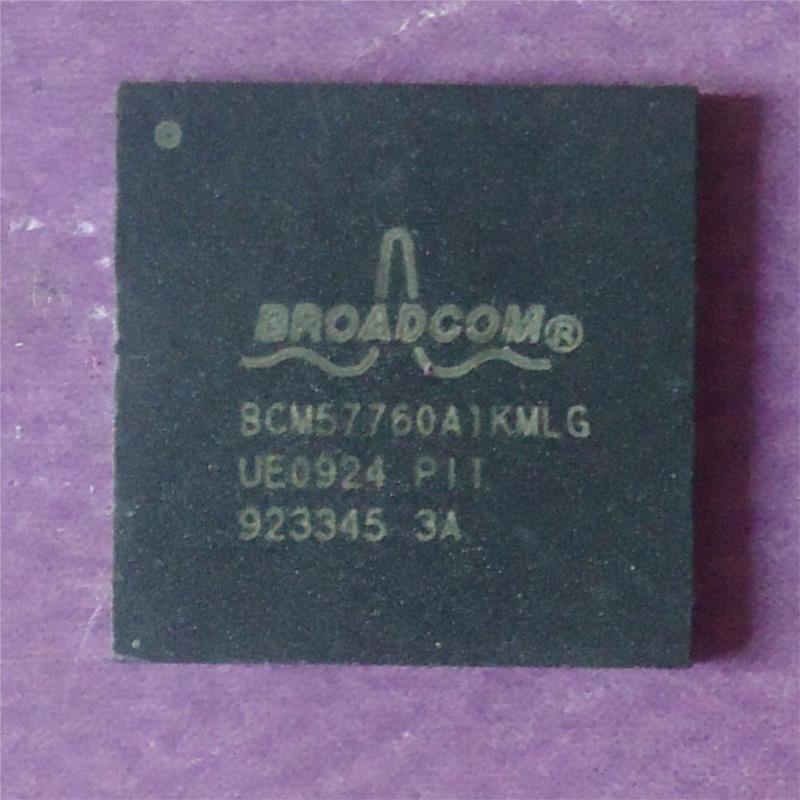 BROADCOM®
BCM57760A1KMLG
UE0924 P11
923345 3A